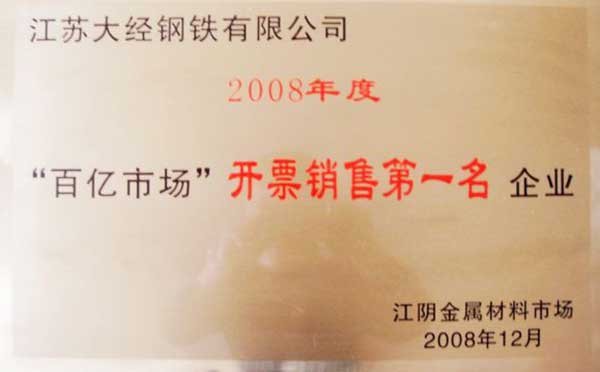 江苏大经钢铁有限公司
2008年度
“百亿市场”开票销售第一名 企业
江阴金属材料市场
2008年12月